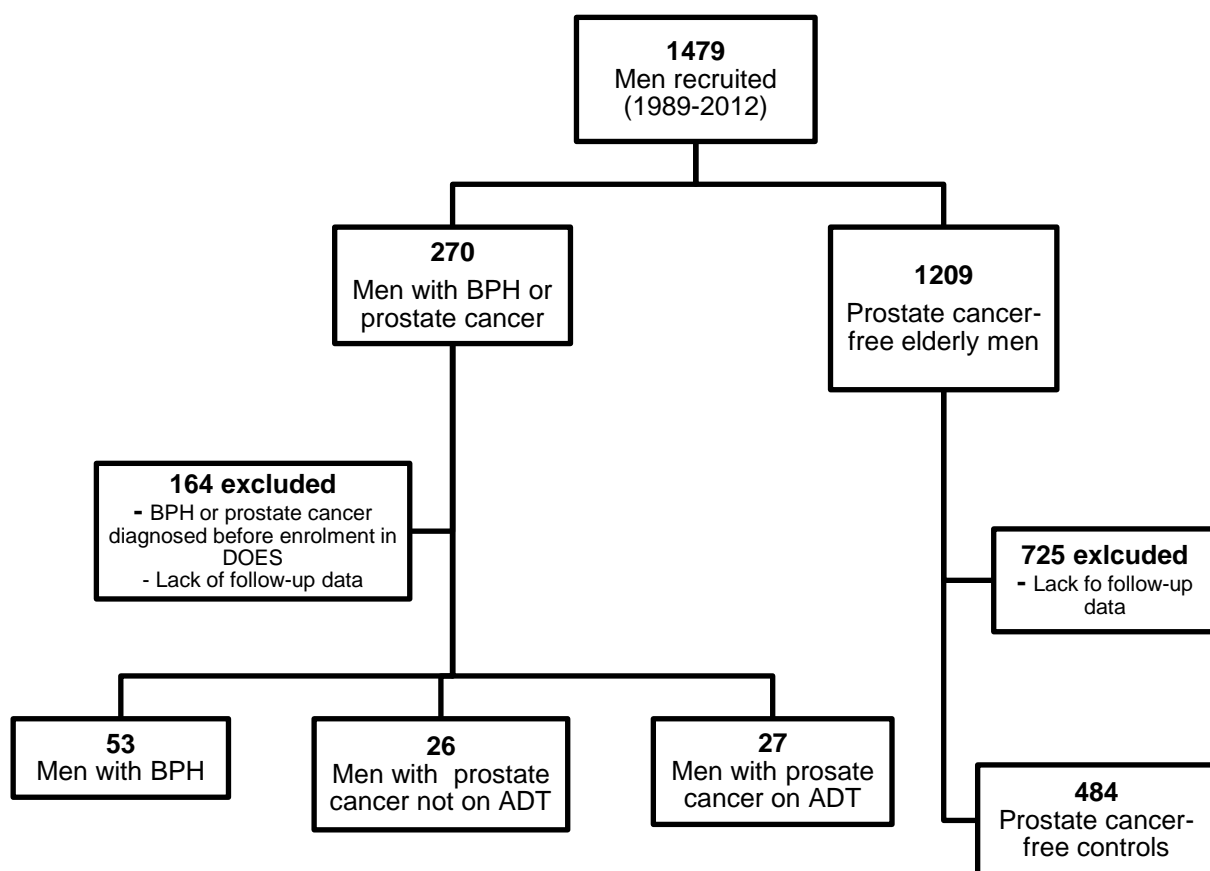 1479
Men recruited
(1989-2012)
270
Men with BPH or
prostate cancer
1209
Prostate cancer-
free elderly men
164 excluded
- BPH or prostate cancer
diagnosed before enrolment in
DOES
- Lack of follow-up data
725 exlcuded
- Lack fo follow-up
data
53
Men with BPH
26
Men with prostate
cancer not on ADT
27
Men with prosate
cancer on ADT
484
Prostate cancer-
free controls